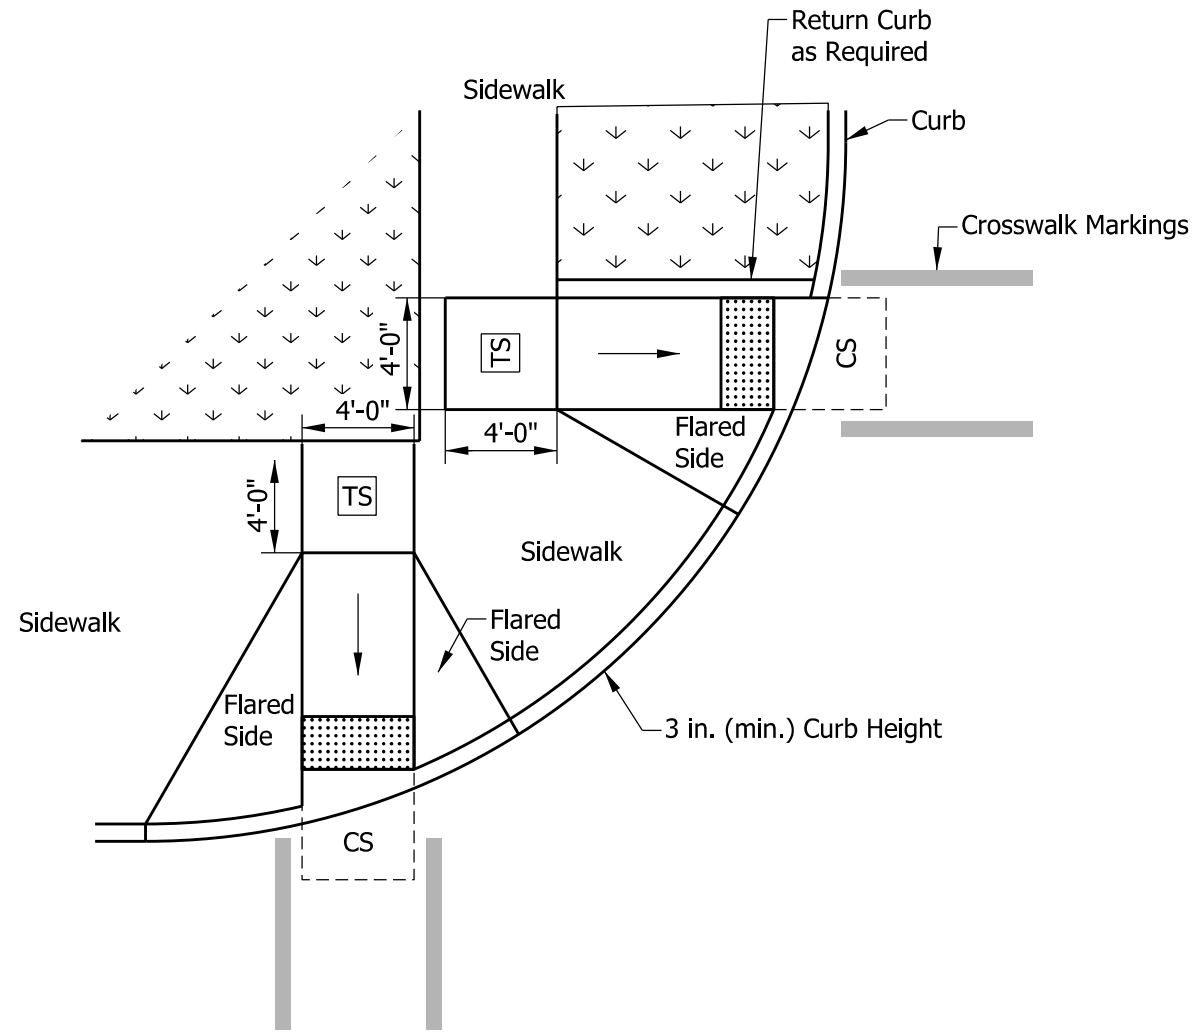 Return Curb
as Required
Sidewalk
Curb
Crosswalk Markings
4'-0"
TS
CS
4'-0"
4'-0"
Flared
Side
4'-0"
TS
Sidewalk
Sidewalk
Flared
Side
Flared
Side
3 in. (min.) Curb Height
CS